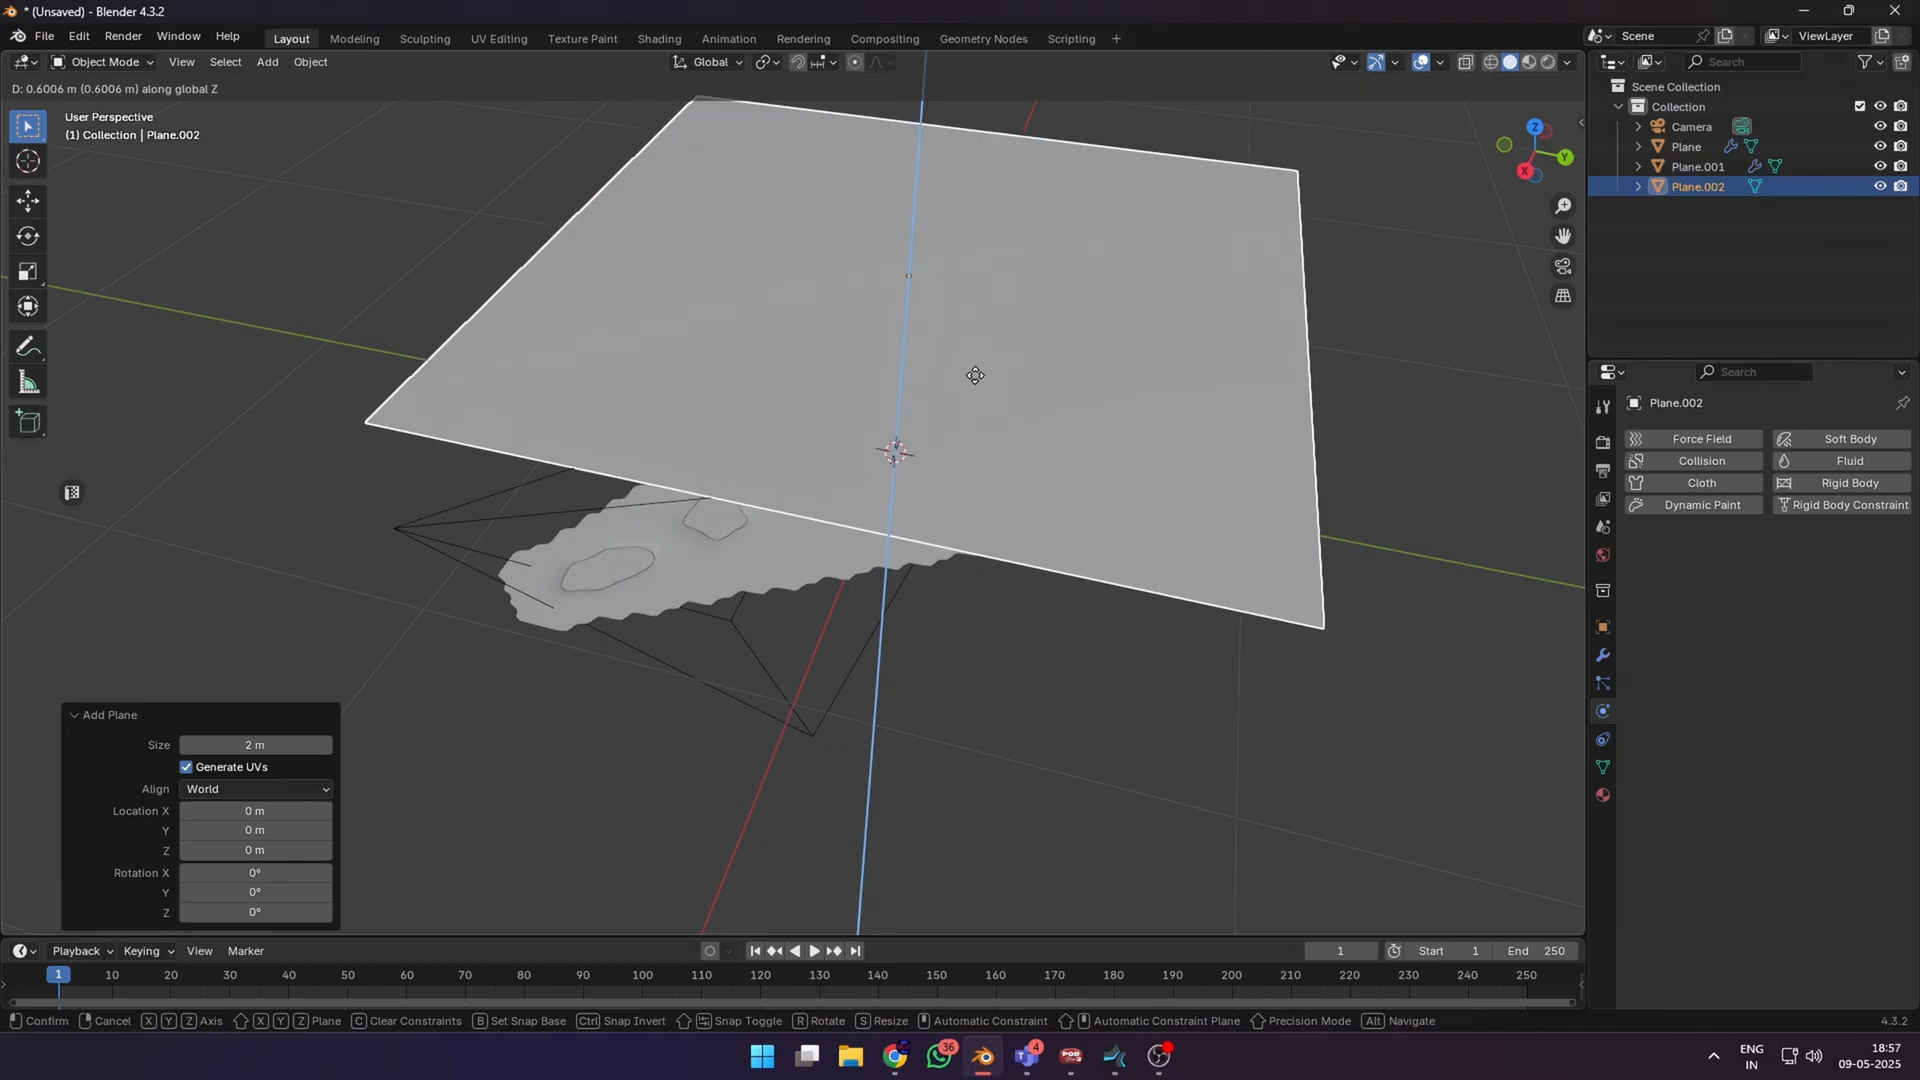 * (Unsaved) - Blender 4.3.2
File Edit Render Window Help
Layout Modeling Sculpting UV Editing Texture Paint Shading Animation Rendering Compositing Geometry Nodes Scripting +
Scene
ViewLayer
Object Mode View Select Add Object
Global
Search
D: 0.6006 m (0.6006 m) along global Z
User Perspective
(1) Collection | Plane.002
Z
Y
X
Scene Collection
Collection
Camera
Plane
Plane.001
Plane.002
Search
Plane.002
Force Field Soft Body
Collision Fluid
Cloth Rigid Body
Dynamic Paint Rigid Body Constraint
Add Plane
Size 2 m
Generate UVs
Align World
Location X 0 m
Y 0 m
Z 0 m
Rotation X 0°
Y 0°
Z 0°
Playback Keying View Marker
1 Start 1 End 250
1 10 20 30 40 50 60 70 80 90 100 110 120 130 140 150 160 170 180 190 200 210 220 230 240 250
Confirm Cancel X Y Z Axis X Y Z Plane C Clear Constraints B Set Snap Base Ctrl Snap Invert Snap Toggle R Rotate S Resize Automatic Constraint Automatic Constraint Plane Precision Mode Alt Navigate 4.3.2
36
4
POD
ENG
IN
18:57
09-05-2025